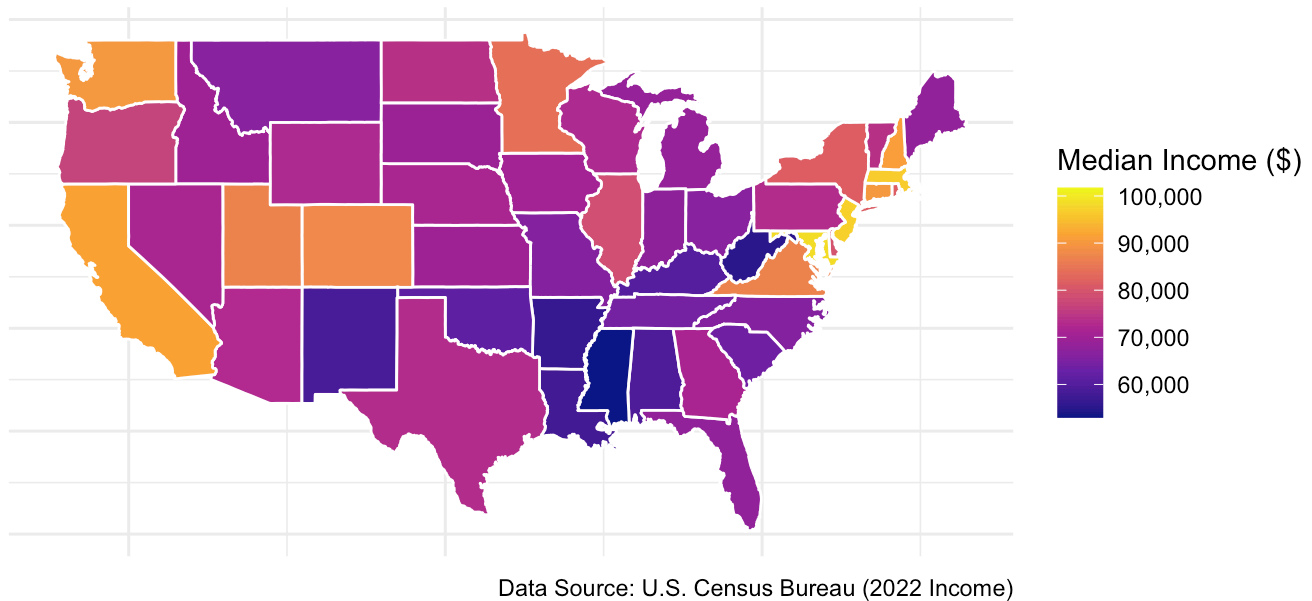 Median Income ($)
100,000
90,000
80,000
70,000
60,000
Data Source: U.S. Census Bureau (2022 Income)